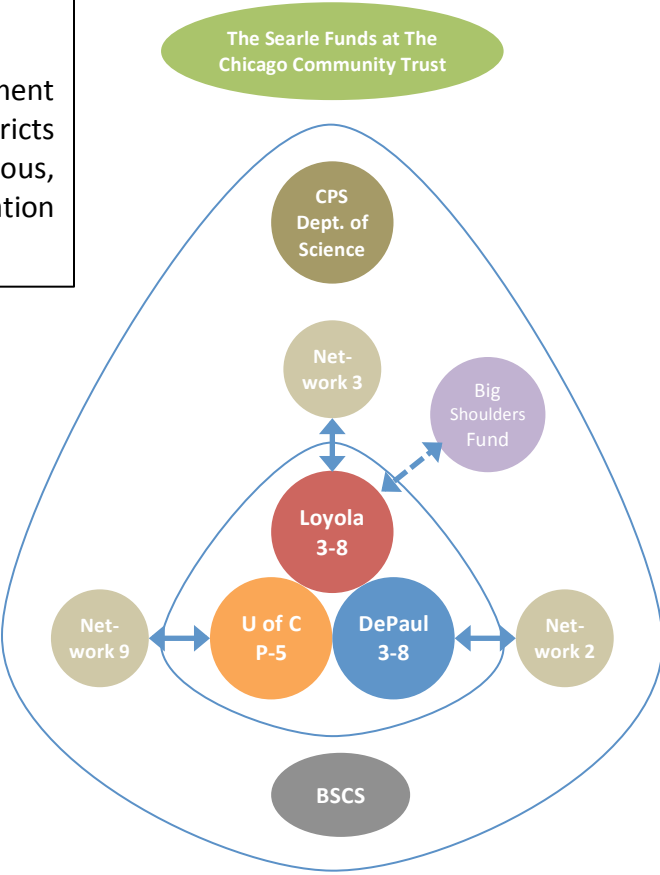 The Searle Funds at The
Chicago Community Trust
ment
ricts
ous,
tion
CPS
Dept. of
Science
Net-
work 3
Big
Shoulders
Fund
Loyola
3-8
Net-
work 9
U of C
P-5
DePaul
3-8
Net-
work 2
BSCS